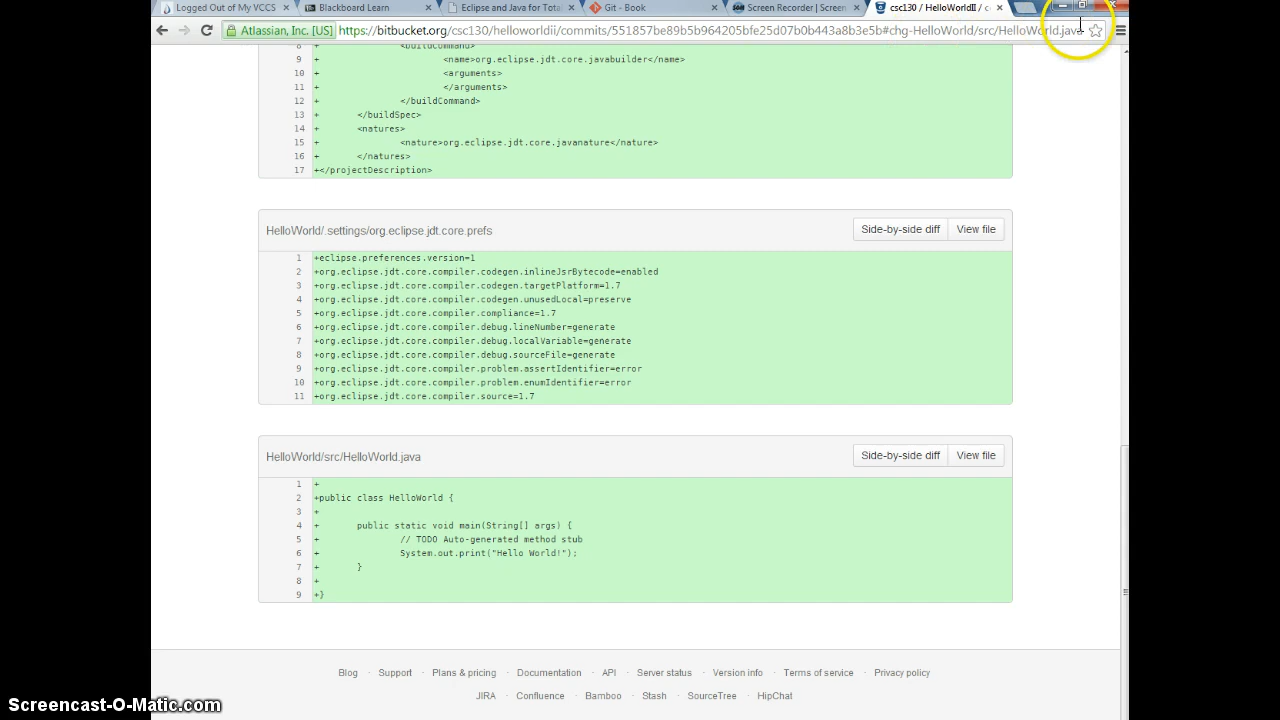 Logged Out of My VCCS × Blackboard Learn × Eclipse and Java for Tota × Git - Book × Screen Recorder | Screen × csc130 / HelloWorldII / c ×
Atlassian, Inc. [US] https://bitbucket.org/csc130/helloworldii/commits/551857be89b5b964205bfe25d07b0b443a8b3e5b#chg-HelloWorld/src/HelloWorld.java
8 + <buildCommand>
9 + <name>org.eclipse.jdt.core.javabuilder</name>
10 + <arguments>
11 + </arguments>
12 + </buildCommand>
13 + </buildSpec>
14 + <natures>
15 + <nature>org.eclipse.jdt.core.javanature</nature>
16 + </natures>
17 +</projectDescription>
HelloWorld/.settings/org.eclipse.jdt.core.prefs Side-by-side diff View file
1 +eclipse.preferences.version=1
2 +org.eclipse.jdt.core.compiler.codegen.inlineJsrBytecode=enabled
3 +org.eclipse.jdt.core.compiler.codegen.targetPlatform=1.7
4 +org.eclipse.jdt.core.compiler.codegen.unusedLocal=preserve
5 +org.eclipse.jdt.core.compiler.compliance=1.7
6 +org.eclipse.jdt.core.compiler.debug.lineNumber=generate
7 +org.eclipse.jdt.core.compiler.debug.localVariable=generate
8 +org.eclipse.jdt.core.compiler.debug.sourceFile=generate
9 +org.eclipse.jdt.core.compiler.problem.assertIdentifier=error
10 +org.eclipse.jdt.core.compiler.problem.enumIdentifier=error
11 +org.eclipse.jdt.core.compiler.source=1.7
HelloWorld/src/HelloWorld.java Side-by-side diff View file
1 +
2 +public class HelloWorld {
3 +
4 + public static void main(String[] args) {
5 + // TODO Auto-generated method stub
6 + System.out.print("Hello World!");
7 + }
8 +
9 +}
Blog · Support · Plans & pricing · Documentation · API · Server status · Version info · Terms of service · Privacy policy
JIRA · Confluence · Bamboo · Stash · SourceTree · HipChat
Screencast-O-Matic.com